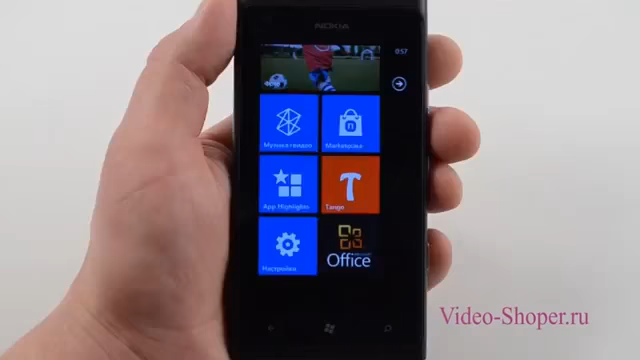 NOKIA
0:57
Музыка+видео
Marketplace
App Highlights
Tango
Настройки
Office
Video-Shoper.ru